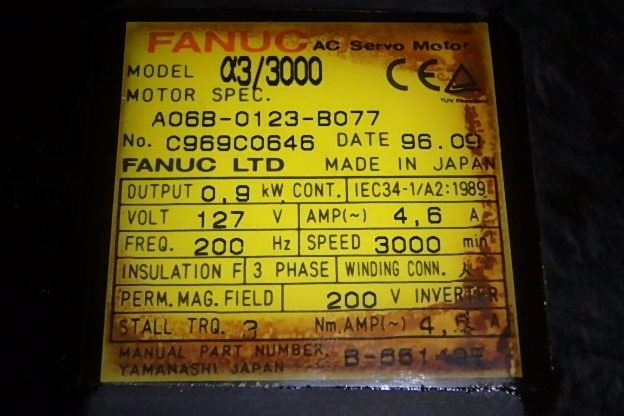 FANUC AC Servo Motor
MODEL α3/3000 CE
MOTOR SPEC. TUV
A06B-0123-B077
No. C969C0646 DATE 96.09
FANUC LTD MADE IN JAPAN
OUTPUT 0,9 kW CONT. IEC34-1/A2:1989
VOLT 127 V AMP(~) 4,6 A
FREQ. 200 Hz SPEED 3000 min
INSULATION F 3 PHASE WINDING CONN.
PERM. MAG. FIELD 200 V INVERTER
STALL TRQ. 3 Nm. AMP(~) A
MANUAL PART NUMBER.
YAMANASHI JAPAN